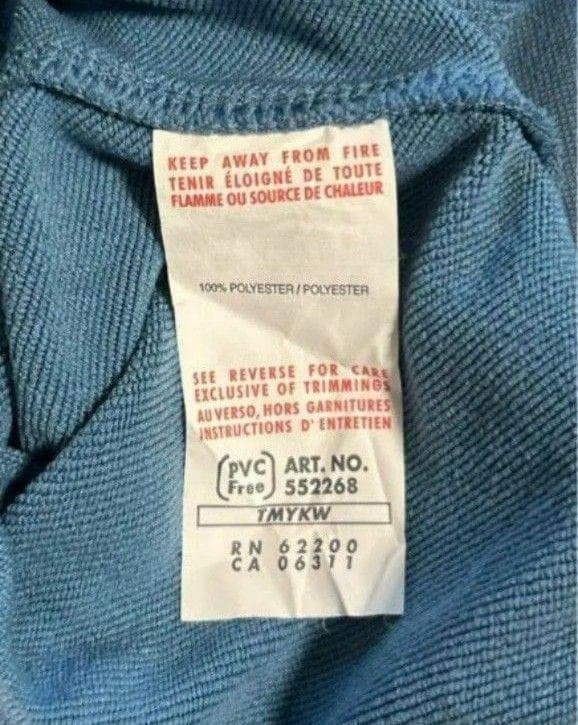 KEEP AWAY FROM FIRE
TENIR ÉLOIGNÉ DE TOUTE
FLAMME OU SOURCE DE CHALEUR
100% POLYESTER / POLYESTER
SEE REVERSE FOR CARE
EXCLUSIVE OF TRIMMINGS
AU VERSO, HORS GARNITURES
INSTRUCTIONS D' ENTRETIEN
(PVC Free) ART. NO.
552268
TMYKW
RN 62200
CA 06311